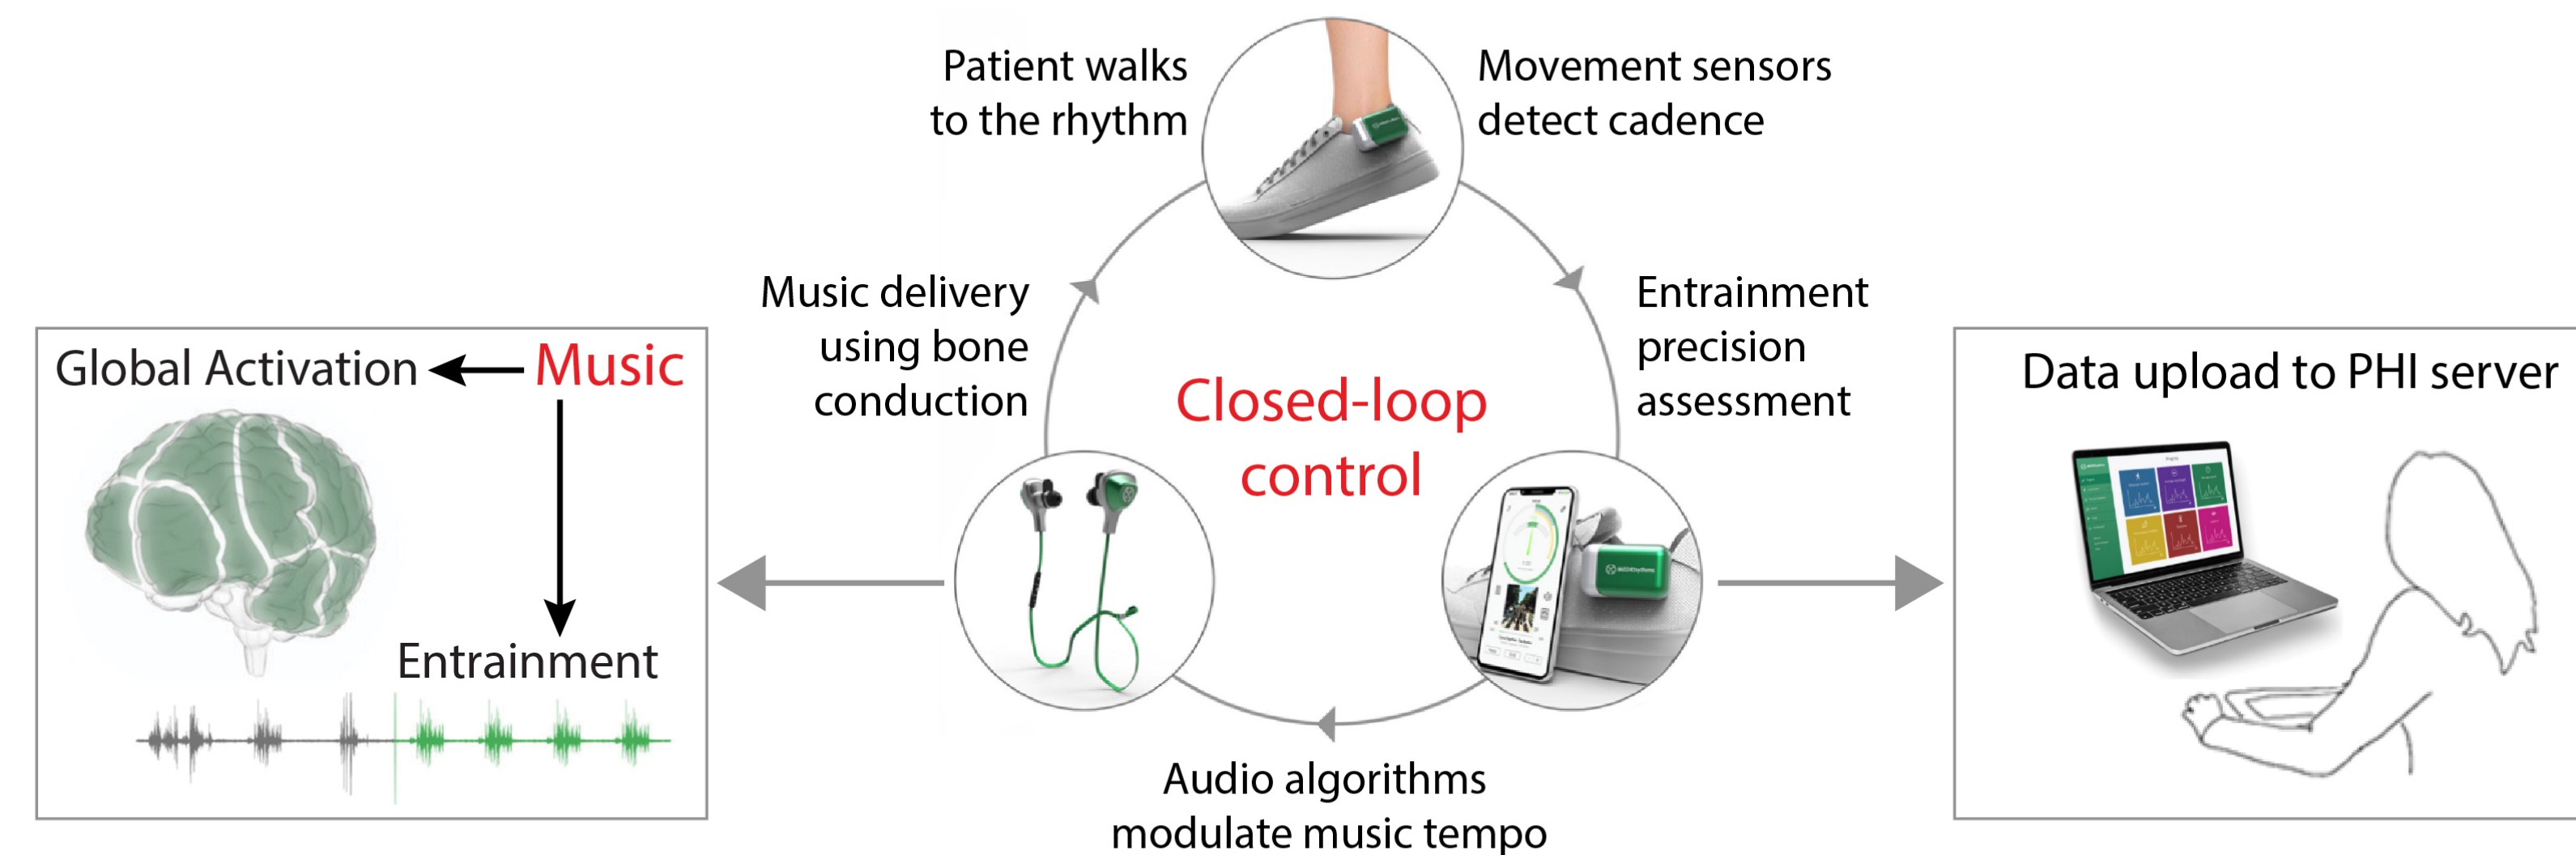 Patient walks
to the rhythm
Movement sensors
detect cadence
Music delivery
using bone
conduction
Entrainment
precision
assessment
Closed-loop
control
Global Activation
Music
Entrainment
Data upload to PHI server
Audio algorithms
modulate music tempo